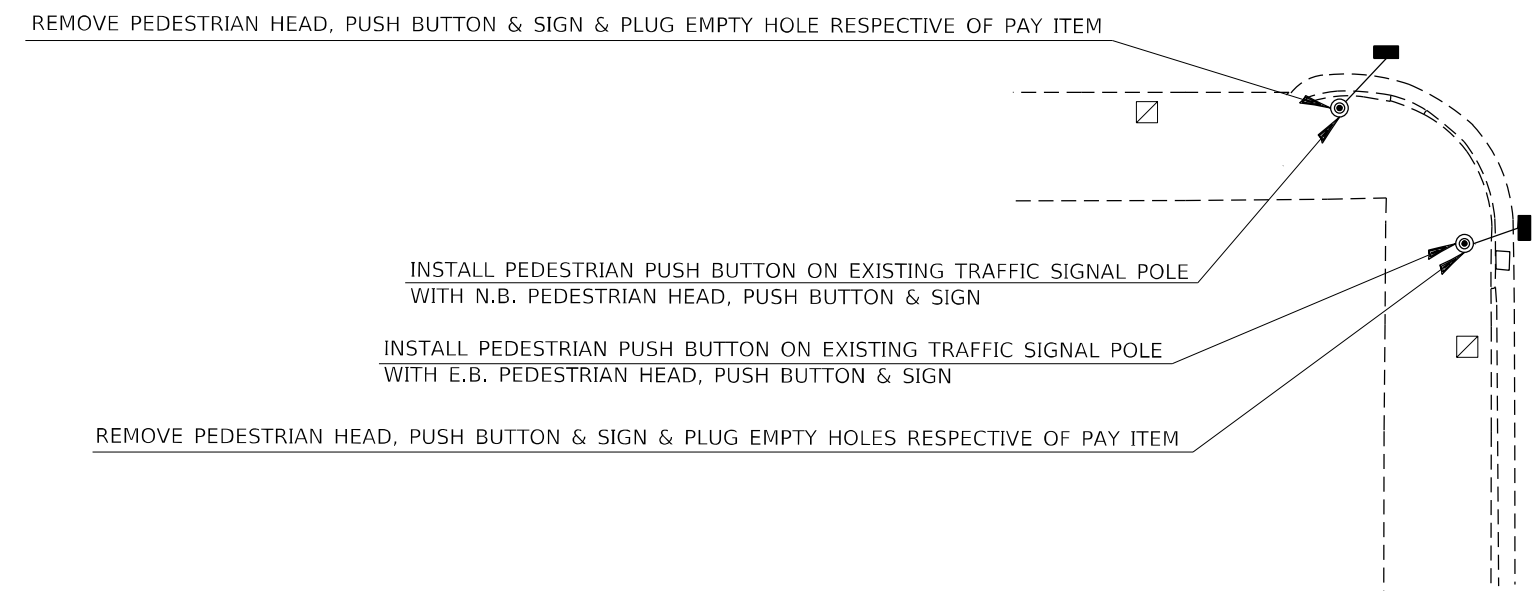 REMOVE PEDESTRIAN HEAD, PUSH BUTTON & SIGN & PLUG EMPTY HOLE RESPECTIVE OF PAY ITEM
INSTALL PEDESTRIAN PUSH BUTTON ON EXISTING TRAFFIC SIGNAL POLE
WITH N.B. PEDESTRIAN HEAD, PUSH BUTTON & SIGN
INSTALL PEDESTRIAN PUSH BUTTON ON EXISTING TRAFFIC SIGNAL POLE
WITH E.B. PEDESTRIAN HEAD, PUSH BUTTON & SIGN
REMOVE PEDESTRIAN HEAD, PUSH BUTTON & SIGN & PLUG EMPTY HOLES RESPECTIVE OF PAY ITEM